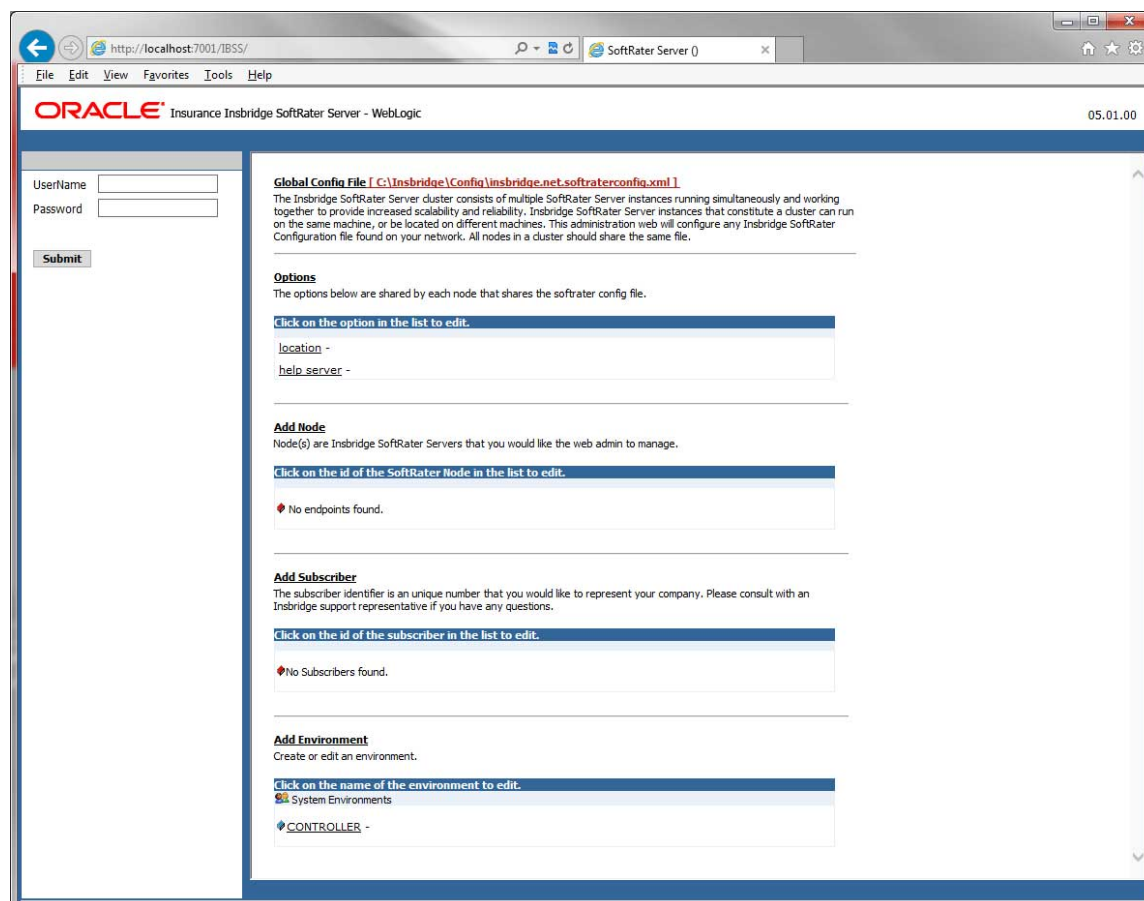 http://localhost:7001/IBSS/
SoftRater Server ()
File Edit View Favorites Tools Help
ORACLE Insurance Insbridge SoftRater Server - WebLogic
05.01.00
UserName
Password
Submit
Global Config File [ C:\Insbridge\Config\insbridge.net.softraterconfig.xml ]
The Insbridge SoftRater Server cluster consists of multiple SoftRater Server instances running simultaneously and working
together to provide increased scalability and reliability. Insbridge SoftRater Server instances that constitute a cluster can run
on the same machine, or be located on different machines. This administration web will configure any Insbridge SoftRater
Configuration file found on your network. All nodes in a cluster should share the same file.
Options
The options below are shared by each node that shares the softrater config file.
Click on the option in the list to edit.
location -
help server -
Add Node
Node(s) are Insbridge SoftRater Servers that you would like the web admin to manage.
Click on the id of the SoftRater Node in the list to edit.
No endpoints found.
Add Subscriber
The subscriber identifier is an unique number that you would like to represent your company. Please consult with an
Insbridge support representative if you have any questions.
Click on the id of the subscriber in the list to edit.
No Subscribers found.
Add Environment
Create or edit an environment.
Click on the name of the environment to edit.
System Environments
CONTROLLER -